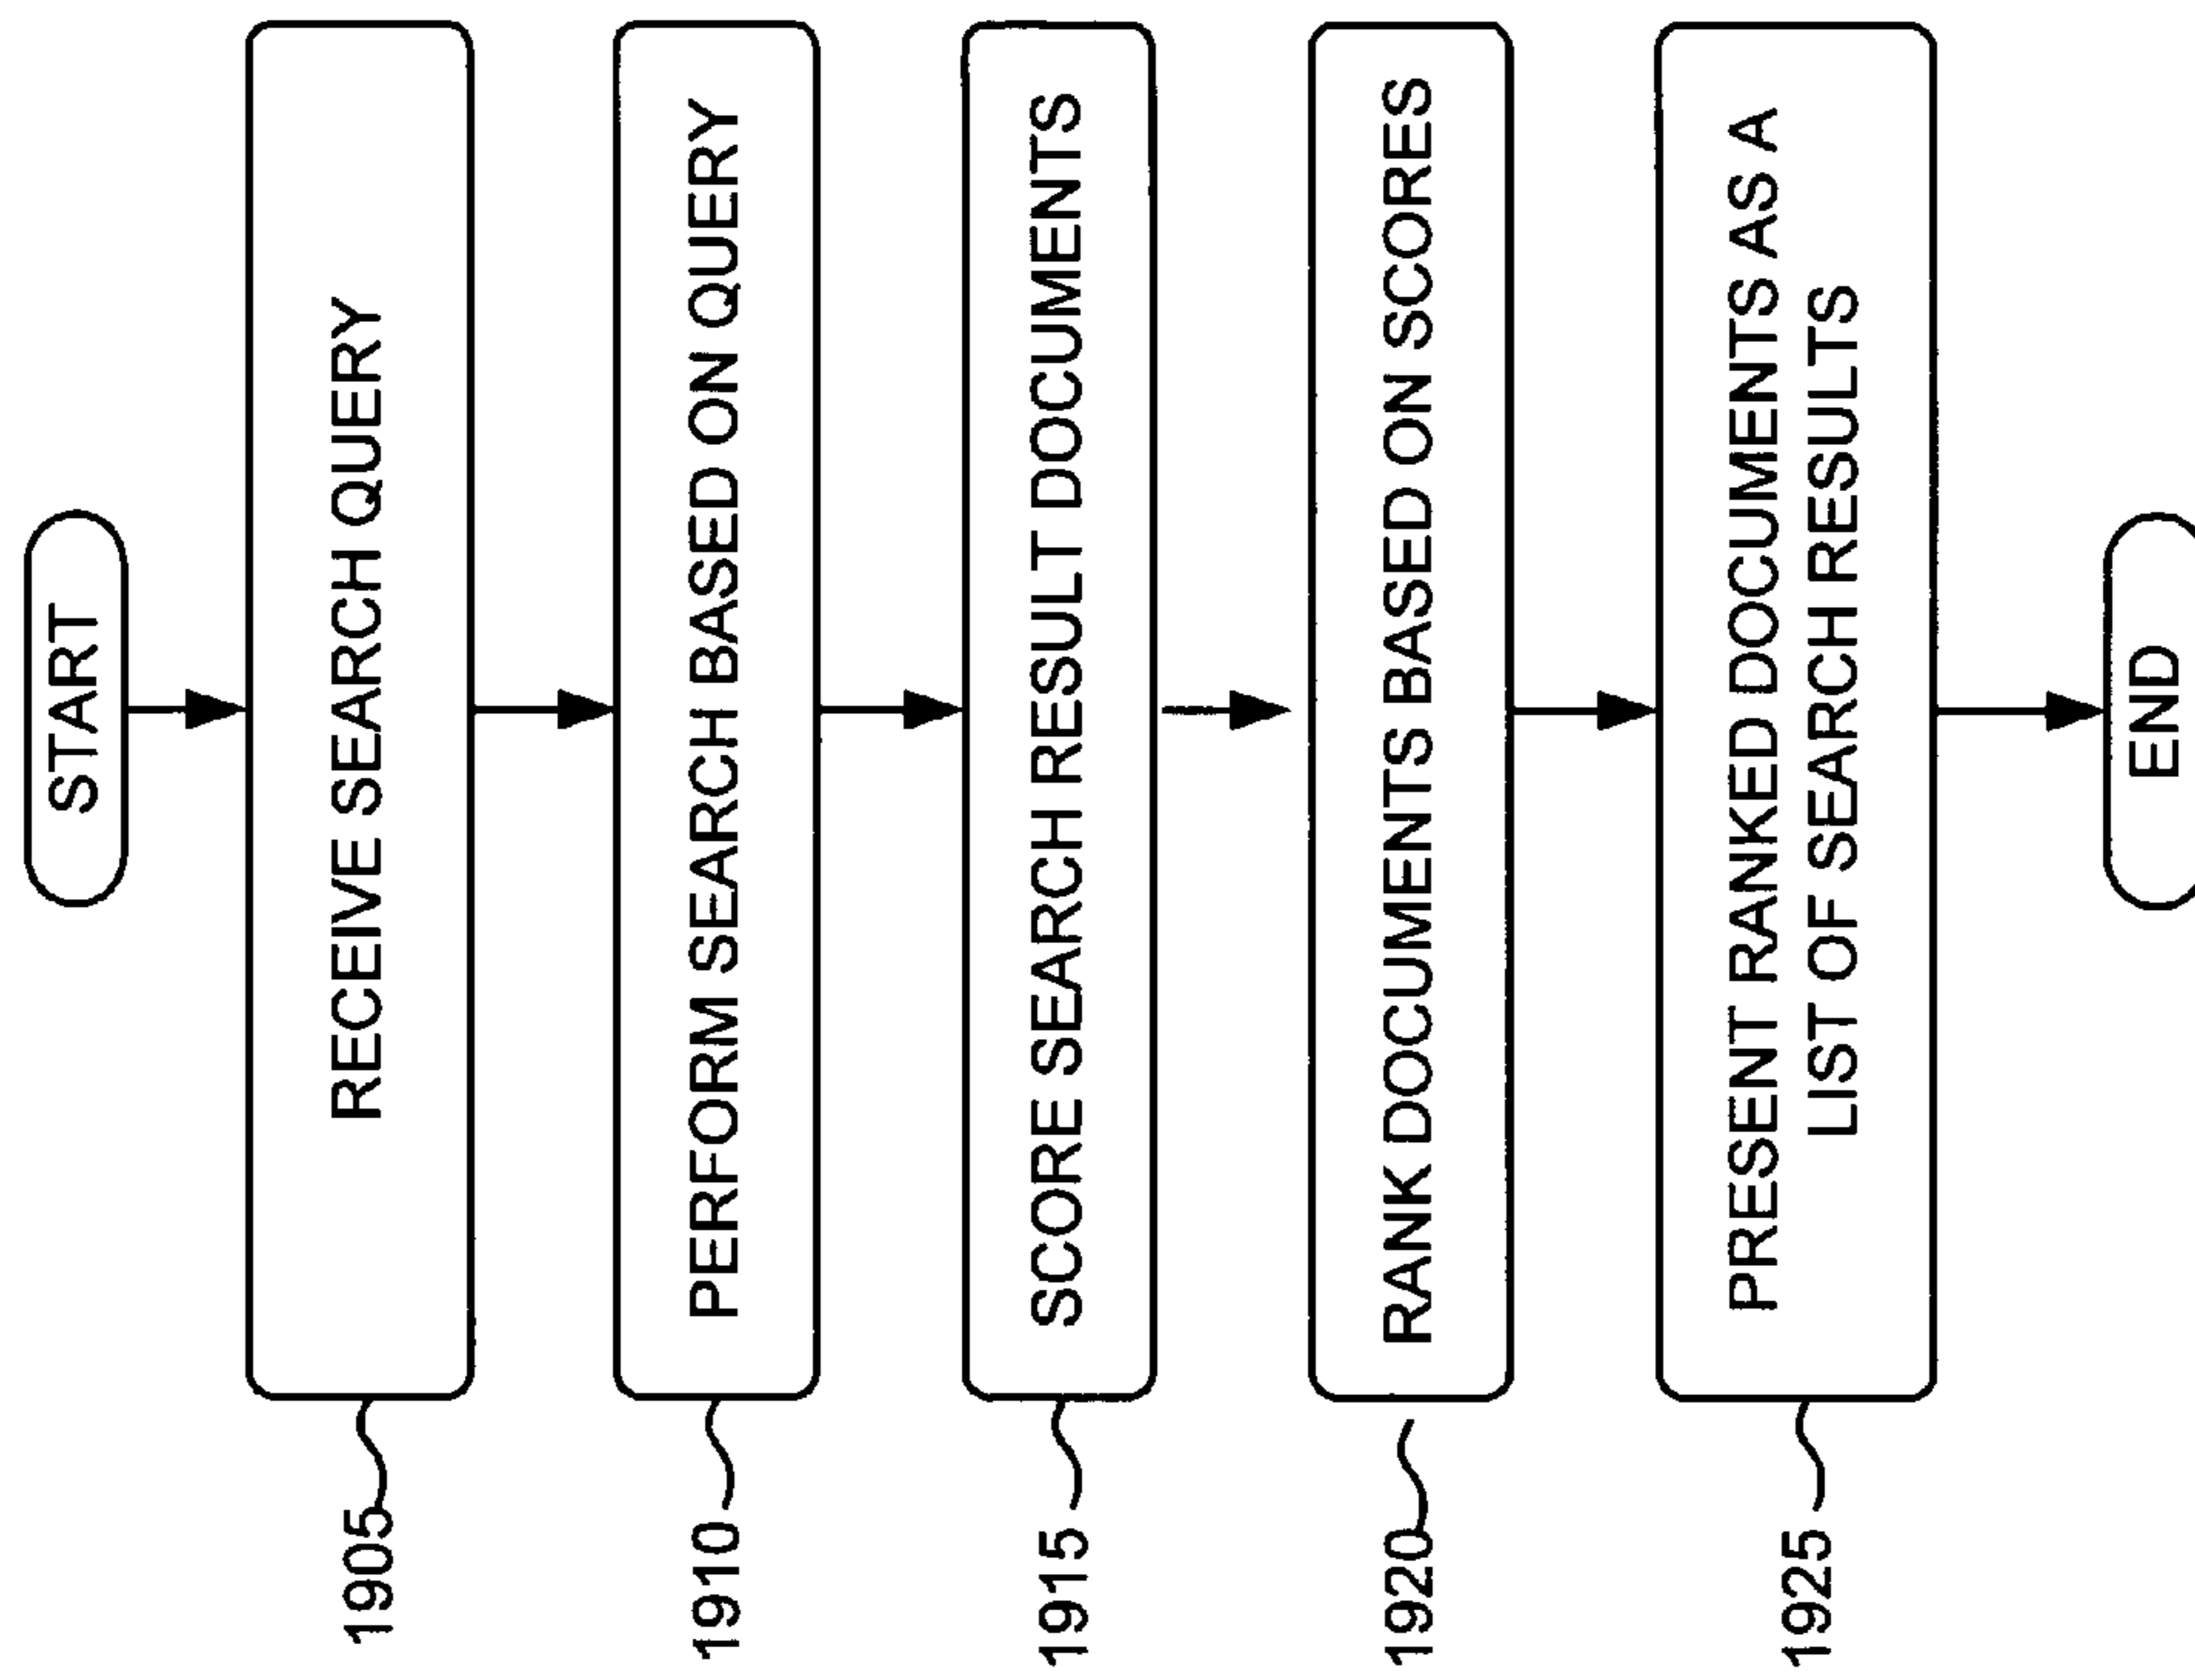 START
1905
RECEIVE SEARCH QUERY
1910
PERFORM SEARCH BASED ON QUERY
1915
SCORE SEARCH RESULT DOCUMENTS
1920
RANK DOCUMENTS BASED ON SCORES
1925
PRESENT RANKED DOCUMENTS AS A
LIST OF SEARCH RESULTS
END